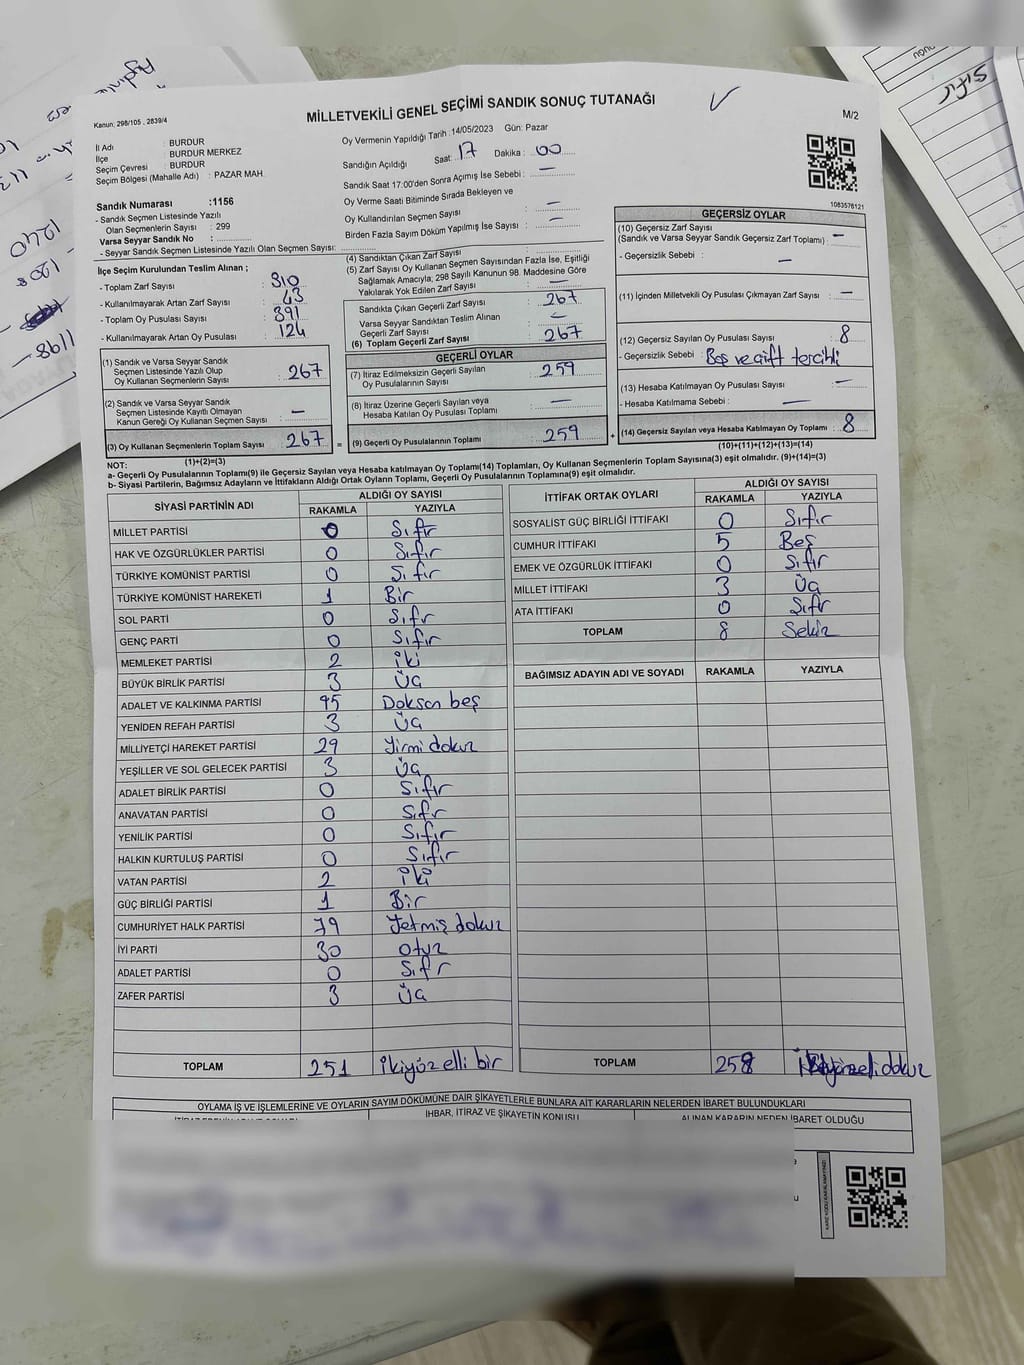 MİLLETVEKİLİ GENEL SEÇİMİ SANDIK SONUÇ TUTANAĞI
Kanun: 298/105 , 2839/4
M/2
İl Adı : BURDUR
İlçe : BURDUR MERKEZ
Seçim Çevresi : BURDUR
Seçim Bölgesi (Mahalle Adı) : PAZAR MAH.
Oy Vermenin Yapıldığı Tarih :14/05/2023 Gün: Pazar
Sandığın Açıldığı Saat: 17 Dakika : 00
Sandık Saat 17:00'den Sonra Açımış İse Sebebi : —
Oy Verme Saati Bitiminde Sırada Bekleyen ve
Oy Kullandırılan Seçmen Sayısı : —
Birden Fazla Sayım Döküm Yapılmış İse Sayısı : —
1083576121
Sandık Numarası :1156
- Sandık Seçmen Listesinde Yazılı
Olan Seçmenlerin Sayısı : 299
Varsa Seyyar Sandık No :
- Seyyar Sandık Seçmen Listesinde Yazılı Olan Seçmen Sayısı:
İlçe Seçim Kurulundan Teslim Alınan ;
- Toplam Zarf Sayısı : 310
- Kullanılmayarak Artan Zarf Sayısı : 43
- Toplam Oy Pusulası Sayısı : 391
- Kullanılmayarak Artan Oy Pusulası : 124
(1) Sandık ve Varsa Seyyar Sandık
Seçmen Listesinde Yazılı Olup
Oy Kullanan Seçmenlerin Sayısı : 267
(2) Sandık ve Varsa Seyyar Sandık
Seçmen Listesinde Kayıtlı Olmayan
Kanun Gereği Oy Kullanan Seçmen Sayısı : —
(3) Oy Kullanan Seçmenlerin Toplam Sayısı : 267
(1)+(2)=(3)
(4) Sandıktan Çıkan Zarf Sayısı :
(5) Zarf Sayısı Oy Kullanan Seçmen Sayısından Fazla İse, Eşitliği
Sağlamak Amacıyla; 298 Sayılı Kanunun 98. Maddesine Göre
Yakılarak Yok Edilen Zarf Sayısı : —
Sandıkta Çıkan Geçerli Zarf Sayısı : 267
Varsa Seyyar Sandıktan Teslim Alınan
Geçerli Zarf Sayısı : —
(6) Toplam Geçerli Zarf Sayısı : 267
GEÇERLİ OYLAR
(7) İtiraz Edilmeksizin Geçerli Sayılan
Oy Pusulalarının Sayısı : 259
(8) İtiraz Üzerine Geçerli Sayılan veya
Hesaba Katılan Oy Pusulası Toplamı : —
= (9) Geçerli Oy Pusulalarının Toplamı : 259 +
GEÇERSİZ OYLAR
(10) Geçersiz Zarf Sayısı
(Sandık ve Varsa Seyyar Sandık Geçersiz Zarf Toplamı) : —
- Geçersizlik Sebebi : —
(11) İçinden Milletvekili Oy Pusulası Çıkmayan Zarf Sayısı : —
(12) Geçersiz Sayılan Oy Pusulası Sayısı : 8
- Geçersizlik Sebebi : Boş ve çift tercihli
(13) Hesaba Katılmayan Oy Pusulası Sayısı : —
- Hesaba Katılmama Sebebi : —
(14) Geçersiz Sayılan veya Hesaba Katılmayan Oy Toplamı : 8
(10)+(11)+(12)+(13)=(14)
NOT:
a- Geçerli Oy Pusulalarının Toplamı(9) ile Geçersiz Sayılan veya Hesaba katılmayan Oy Toplamı(14) Toplamları, Oy Kullanan Seçmenlerin Toplam Sayısına(3) eşit olmalıdır. (9)+(14)=(3)
b- Siyasi Partilerin, Bağımsız Adayların ve İttifakların Aldığı Ortak Oyların Toplamı, Geçerli Oy Pusulalarının Toplamına(9) eşit olmalıdır.
SİYASİ PARTİNİN ADI ALDIĞI OY SAYISI
RAKAMLA YAZIYLA
MİLLET PARTİSİ 0 Sıfır
HAK VE ÖZGÜRLÜKLER PARTİSİ 0 Sıfır
TÜRKİYE KOMÜNİST PARTİSİ 0 Sıfır
TÜRKİYE KOMÜNİST HAREKETİ 1 Bir
SOL PARTİ 0 Sıfır
GENÇ PARTİ 0 Sıfır
MEMLEKET PARTİSİ 2 iki
BÜYÜK BİRLİK PARTİSİ 3 Üç
ADALET VE KALKINMA PARTİSİ 95 Doksan beş
YENİDEN REFAH PARTİSİ 3 Üç
MİLLİYETÇİ HAREKET PARTİSİ 29 Yirmi dokuz
YEŞİLLER VE SOL GELECEK PARTİSİ 3 Üç
ADALET BİRLİK PARTİSİ 0 Sıfır
ANAVATAN PARTİSİ 0 Sıfır
YENİLİK PARTİSİ 0 Sıfır
HALKIN KURTULUŞ PARTİSİ 0 Sıfır
VATAN PARTİSİ 2 iki
GÜÇ BİRLİĞİ PARTİSİ 1 Bir
CUMHURİYET HALK PARTİSİ 79 Yetmiş dokuz
İYİ PARTİ 30 otuz
ADALET PARTİSİ 0 Sıfır
ZAFER PARTİSİ 3 Üç
TOPLAM 251 ikiyüz elli bir
İTTİFAK ORTAK OYLARI ALDIĞI OY SAYISI
RAKAMLA YAZIYLA
SOSYALİST GÜÇ BİRLİĞİ İTTİFAKI 0 Sıfır
CUMHUR İTTİFAKI 5 Beş
EMEK VE ÖZGÜRLÜK İTTİFAKI 0 Sıfır
MİLLET İTTİFAKI 3 Üç
ATA İTTİFAKI 0 Sıfır
TOPLAM 8 Sekiz
BAĞIMSIZ ADAYIN ADI VE SOYADI RAKAMLA YAZIYLA
TOPLAM
OYLAMA İŞ VE İŞLEMLERİNE VE OYLARIN SAYIM DÖKÜMÜNE DAİR ŞİKAYETLERLE BUNLARA AİT KARARLARIN NELERDEN İBARET BULUNDUKLARI
İHBAR, İTİRAZ VE ŞİKAYETİN KONUSU
ALINAN KARARIN NEDEN İBARET OLDUĞU
Sıfır
1240
1208
1198-